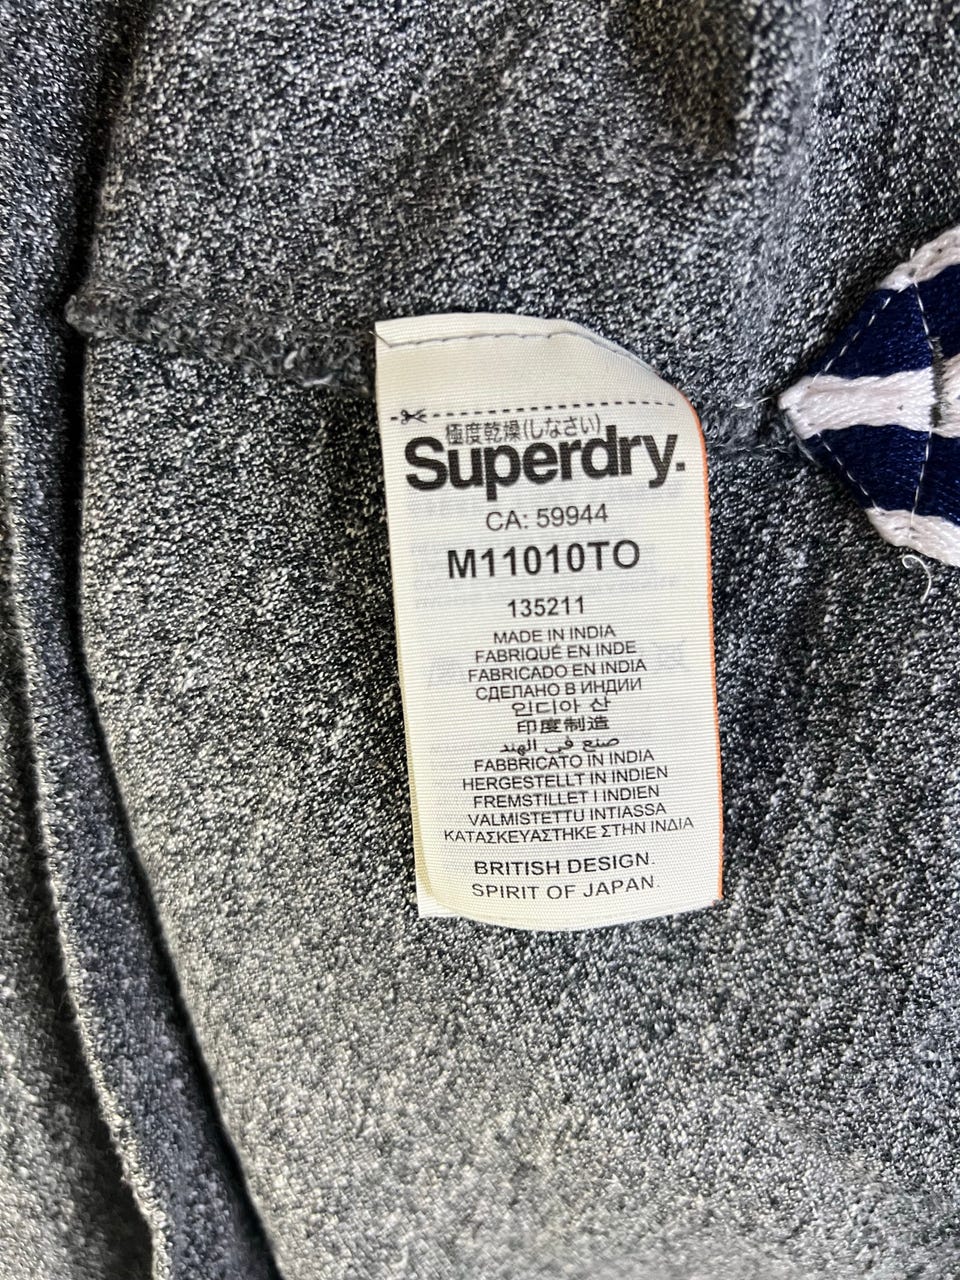 極度乾燥(しなさい)
Superdry.
CA: 59944
M11010TO
135211
MADE IN INDIA
FABRIQUÉ EN INDE
FABRICADO EN INDIA
СДЕЛАНО В ИНДИИ
인디아 산
印度制造
صنع في الهند
FABBRICATO IN INDIA
HERGESTELLT IN INDIEN
FREMSTILLET I INDIEN
VALMISTETTU INTIASSA
ΚΑΤΑΣΚΕΥΑΣΤΗΚΕ ΣΤΗΝ ΙΝΔΙΑ
BRITISH DESIGN.
SPIRIT OF JAPAN.